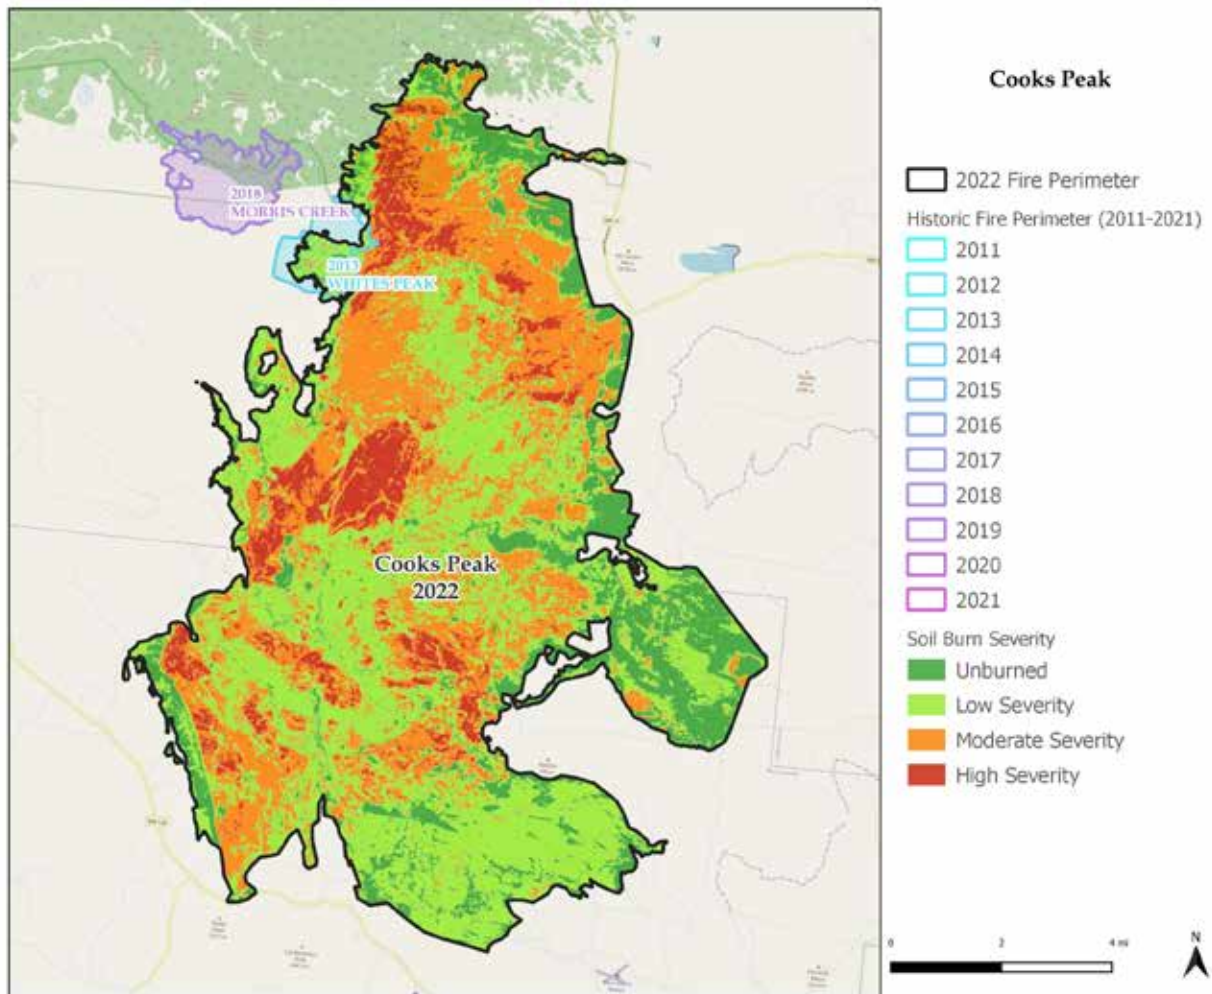 2018
MORRIS CREEK
2013
WHITES PEAK
Cooks Peak
2022
Cooks Peak
2022 Fire Perimeter
Historic Fire Perimeter (2011-2021)
2011
2012
2013
2014
2015
2016
2017
2018
2019
2020
2021
Soil Burn Severity
Unburned
Low Severity
Moderate Severity
High Severity
0 2 4 mi
N